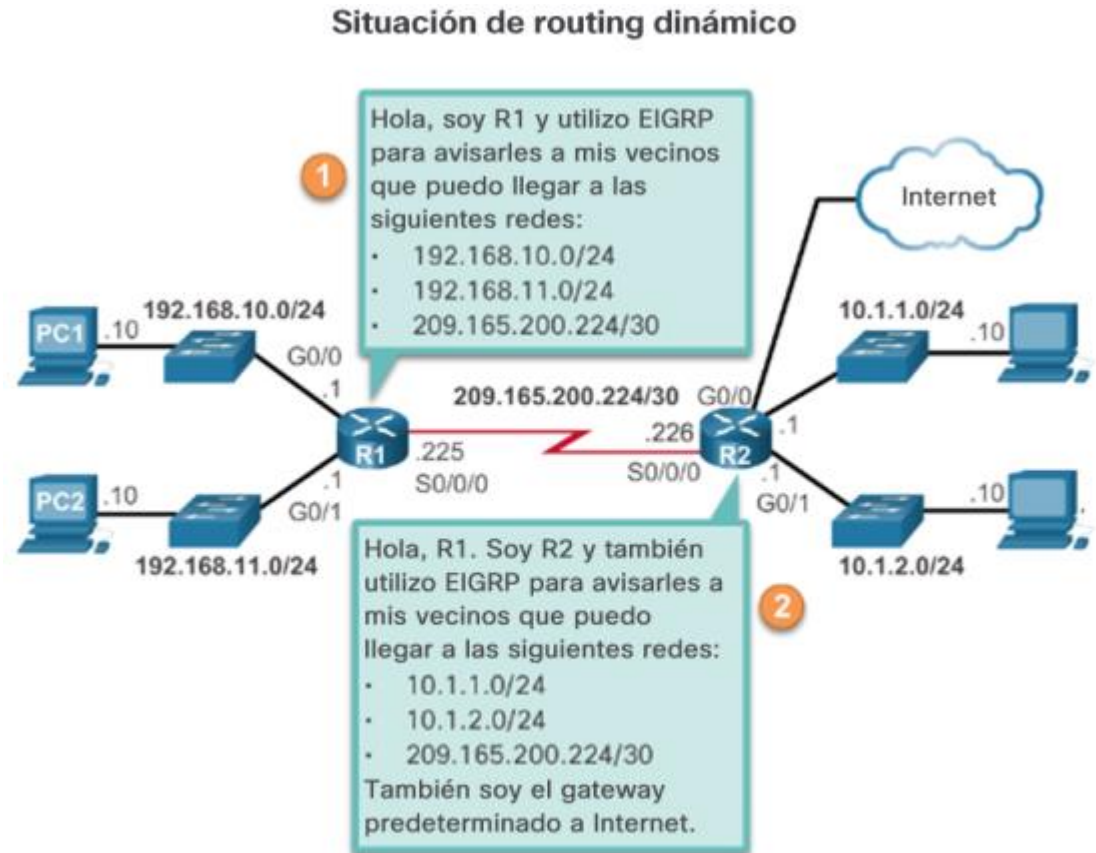 Situación de routing dinámico
1
Hola, soy R1 y utilizo EIGRP
para avisarles a mis vecinos
que puedo llegar a las
siguientes redes:
· 192.168.10.0/24
· 192.168.11.0/24
· 209.165.200.224/30
Internet
192.168.10.0/24
PC1
.10
G0/0
.1
R1
.225
S0/0/0
PC2
.10
.1
G0/1
192.168.11.0/24
209.165.200.224/30
G0/0
.226
S0/0/0
R2
.1
10.1.1.0/24
.10
.1
G0/1
.10
.
10.1.2.0/24
Hola, R1. Soy R2 y también
utilizo EIGRP para avisarles a
mis vecinos que puedo
llegar a las siguientes redes:
· 10.1.1.0/24
· 10.1.2.0/24
· 209.165.200.224/30
También soy el gateway
predeterminado a Internet.
2